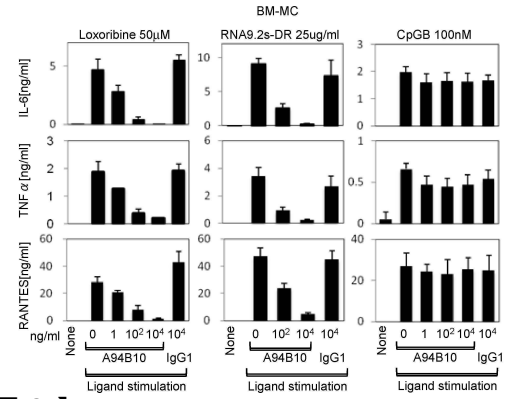 BM-MC
Loxoribine 50μM RNA9.2s-DR 25ug/ml CpGB 100nM
IL-6[ng/ml]
5
0
10
5
0
3
2
1
0
TNFα[ng/ml]
3
2
1
0
6
4
2
0
1
0.5
0
RANTES[ng/ml]
60
40
20
0
60
40
20
0
40
20
0
ng/ml
None 0 1 10² 10⁴ 10⁴
A94B10 IgG1
Ligand stimulation
None 0 1 10² 10⁴ 10⁴
A94B10 IgG1
Ligand stimulation
None 0 1 10² 10⁴ 10⁴
A94B10 IgG1
Ligand stimulation